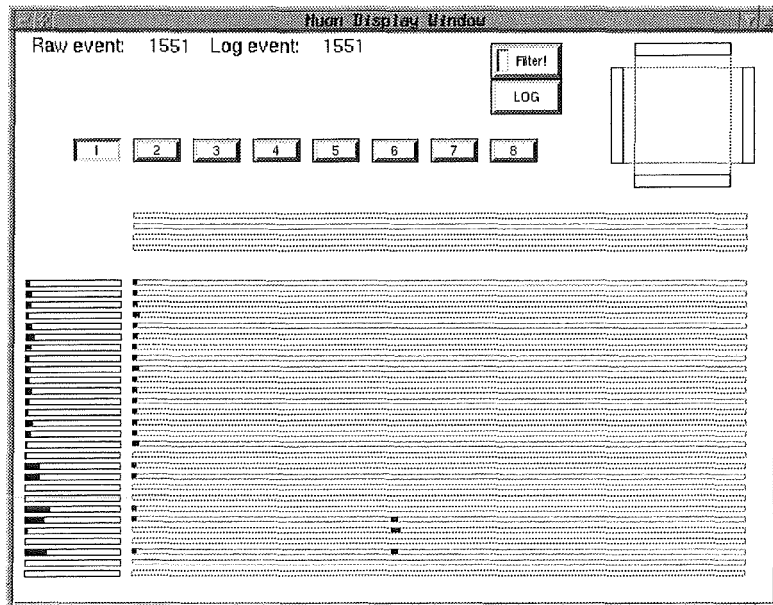 Muon Display Window
Raw event: 1551 Log event: 1551
Filter!
LOG
1 2 3 4 5 6 7 8